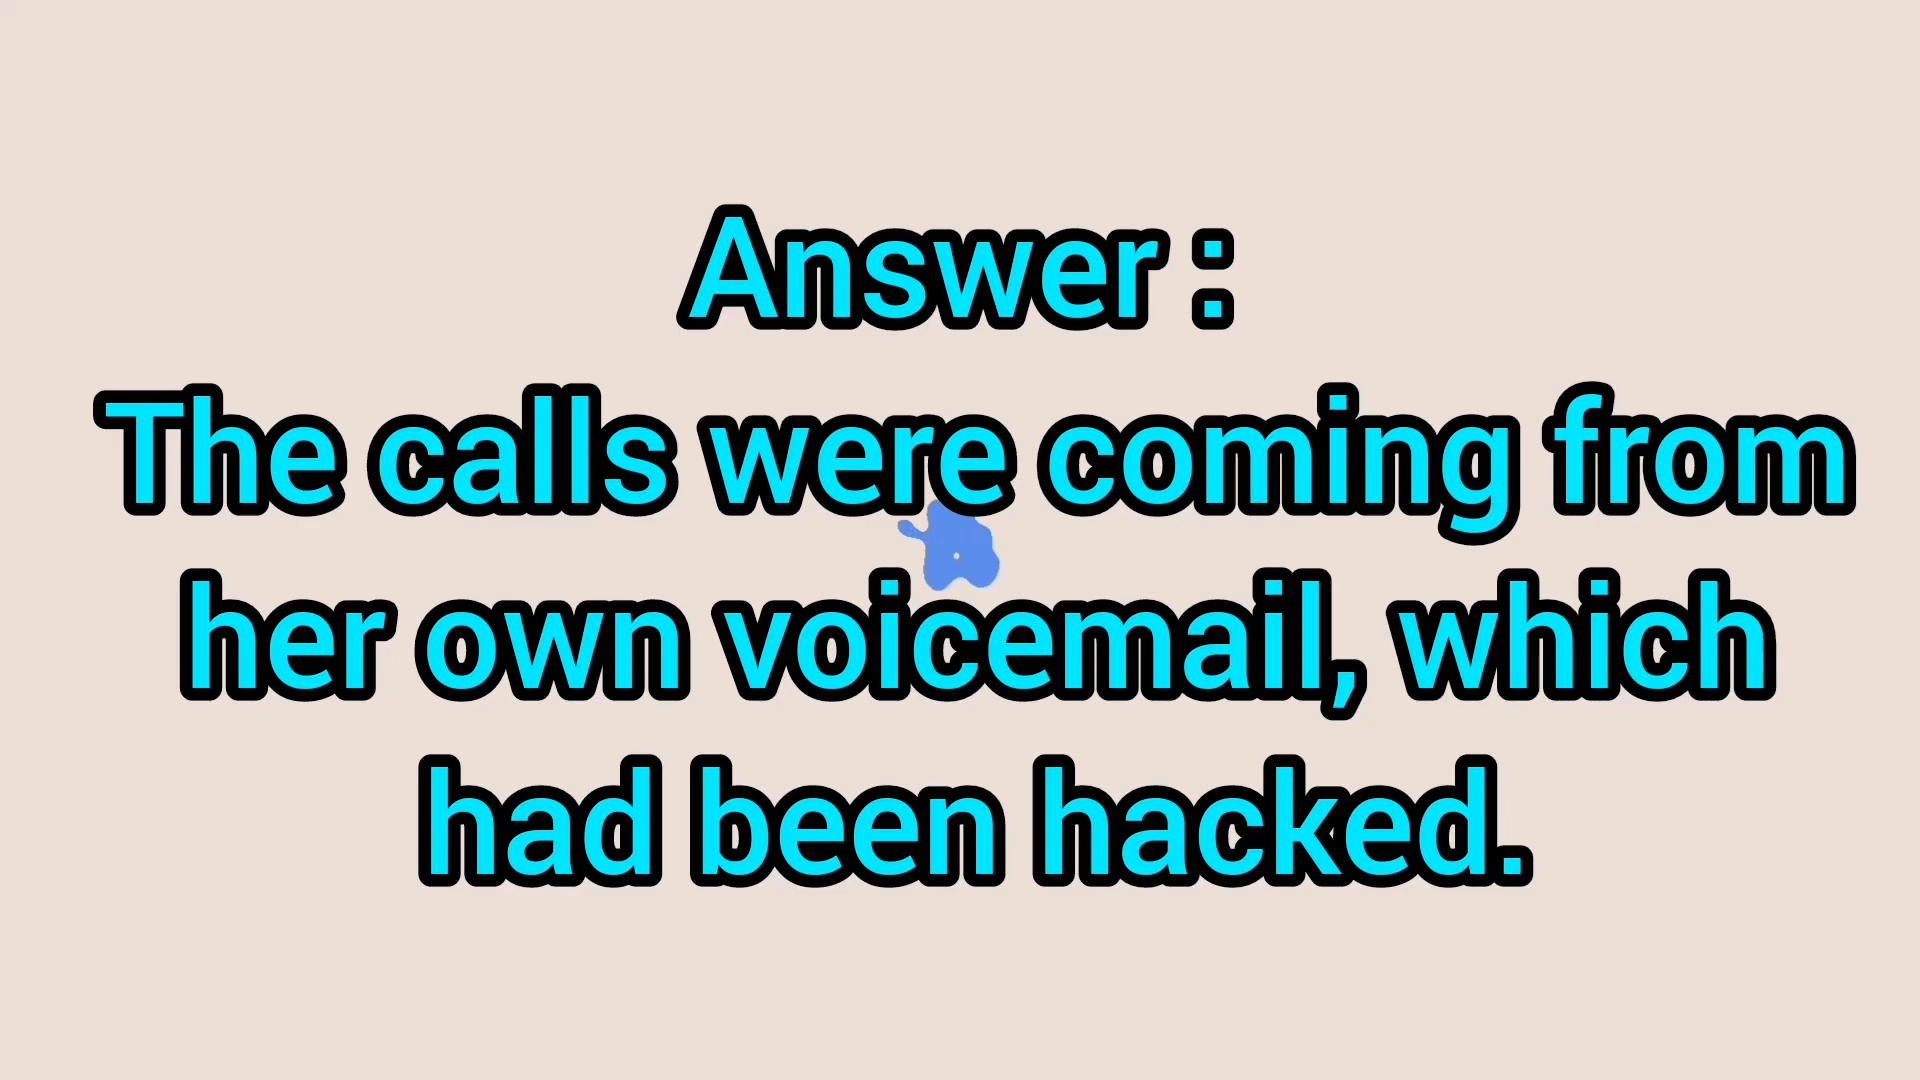 Answer :
The calls were coming from
her own voicemail, which
had been hacked.